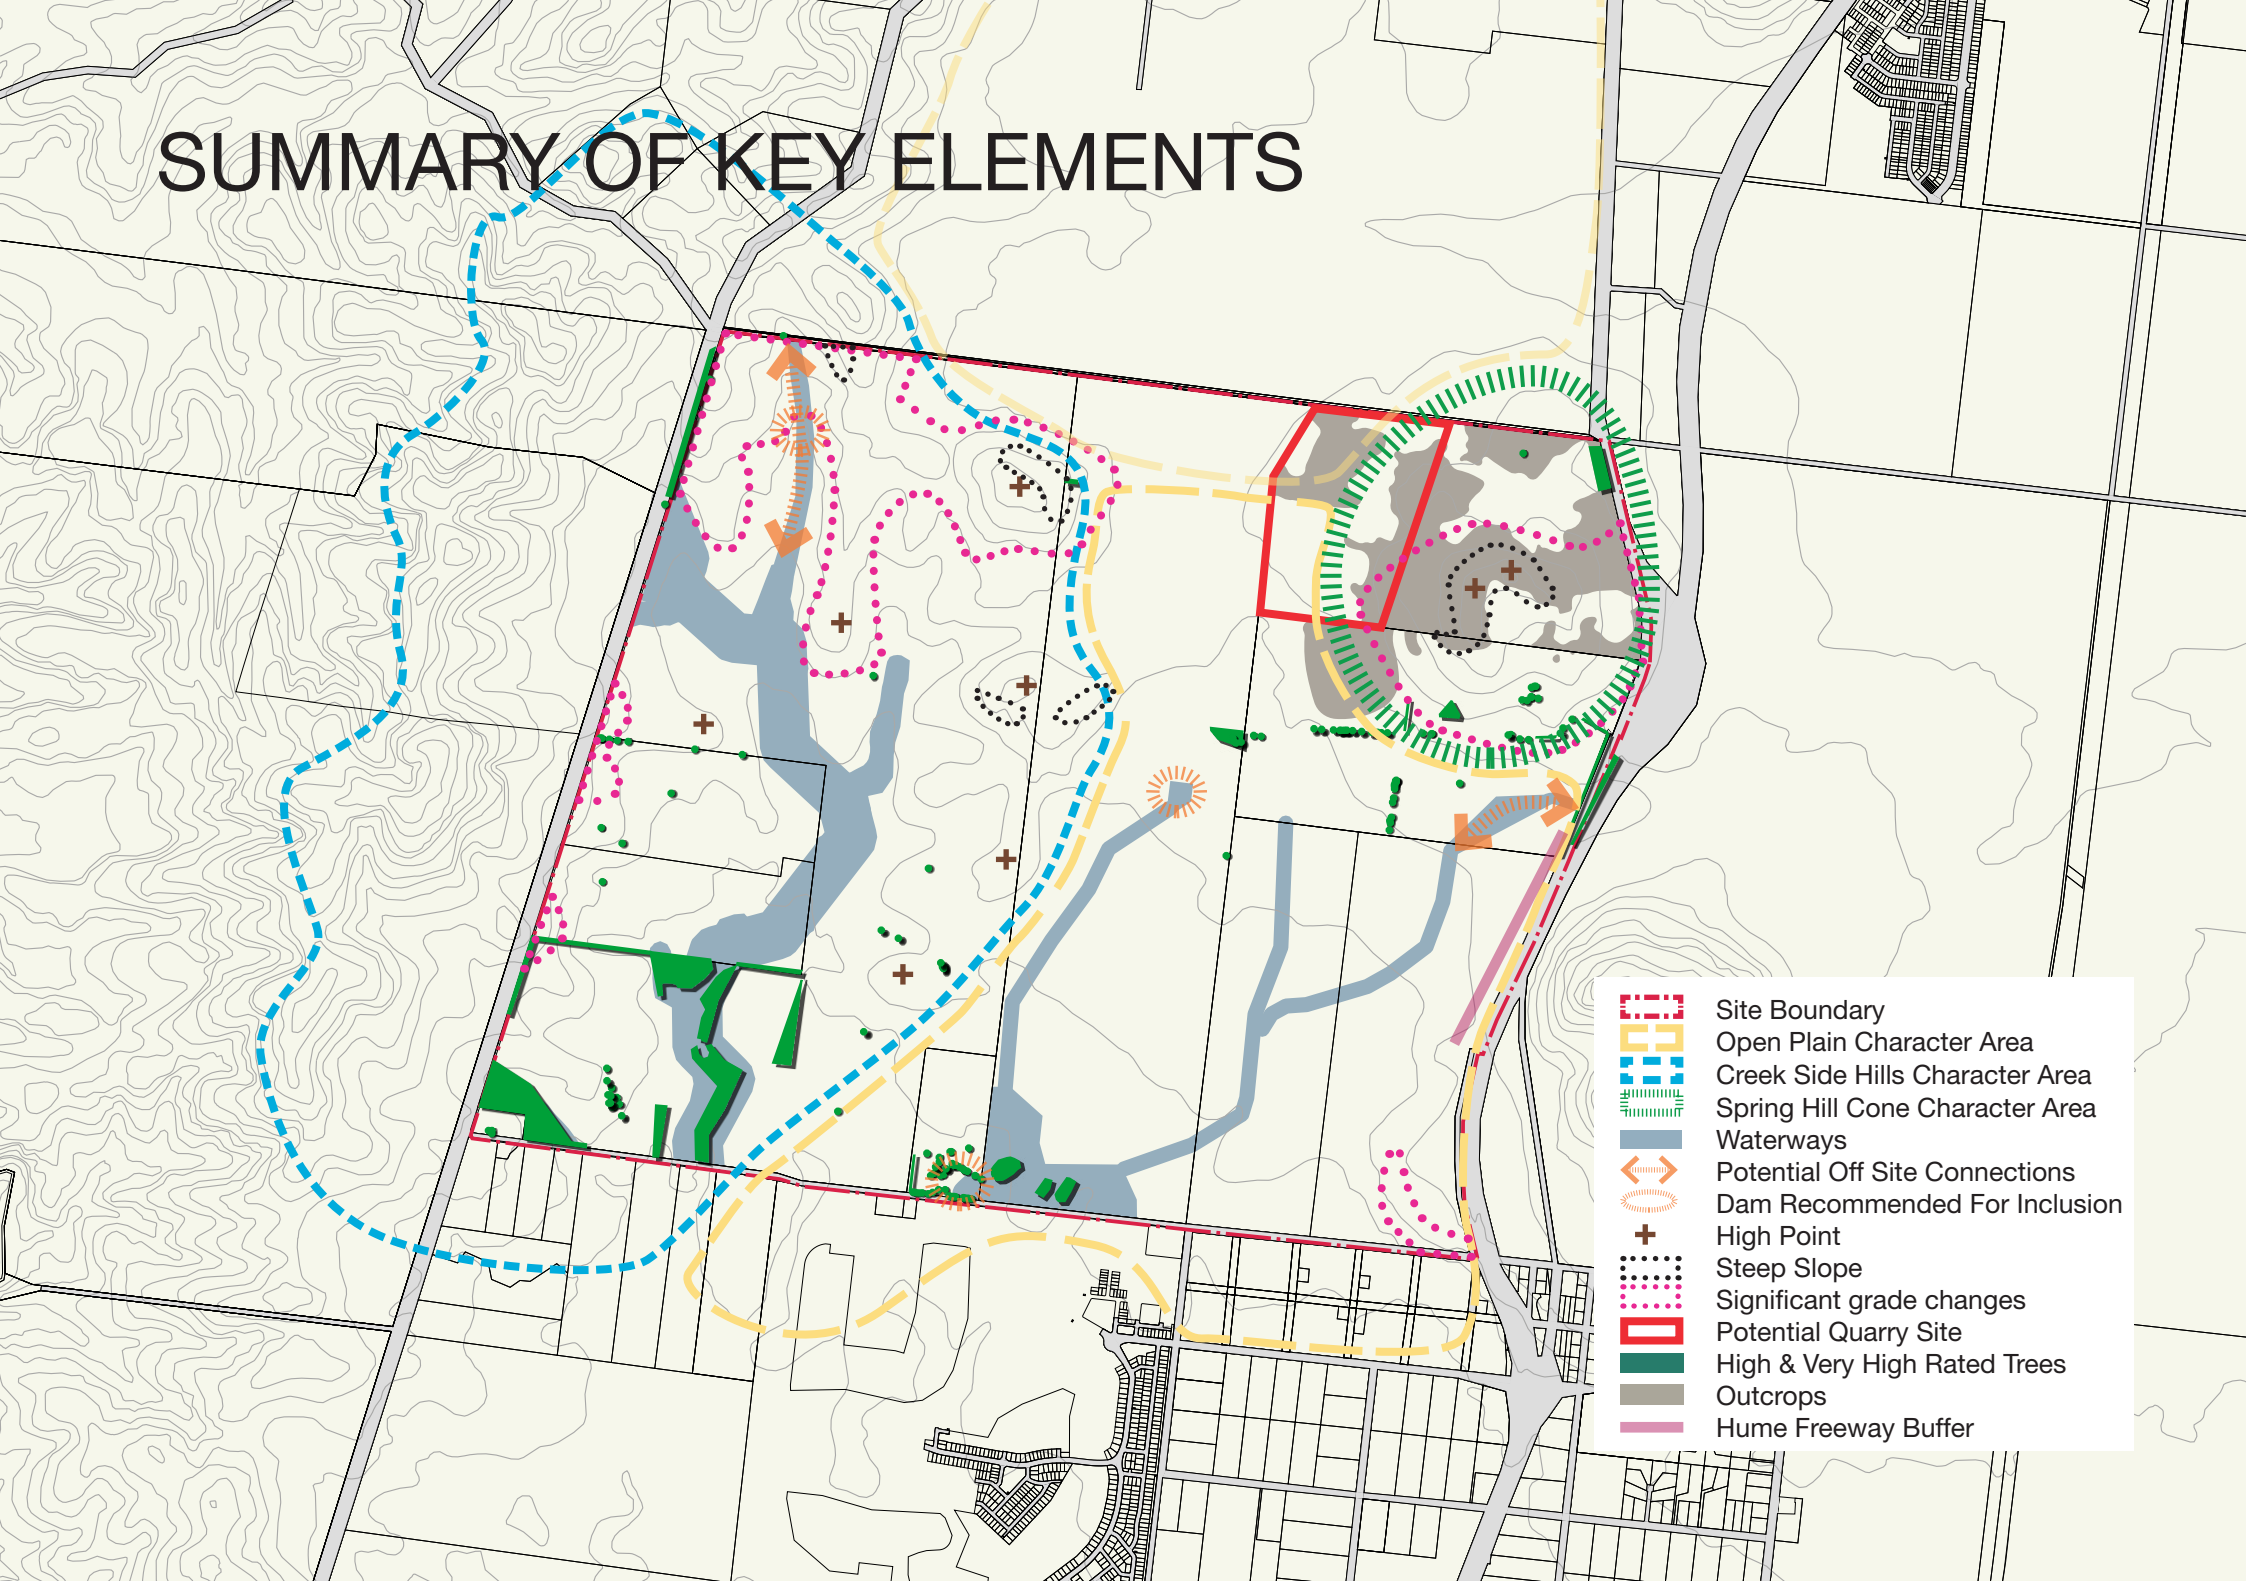 SUMMARY OF KEY ELEMENTS
Site Boundary
Open Plain Character Area
Creek Side Hills Character Area
Spring Hill Cone Character Area
Waterways
Potential Off Site Connections
Dam Recommended For Inclusion
High Point
Steep Slope
Significant grade changes
Potential Quarry Site
High & Very High Rated Trees
Outcrops
Hume Freeway Buffer